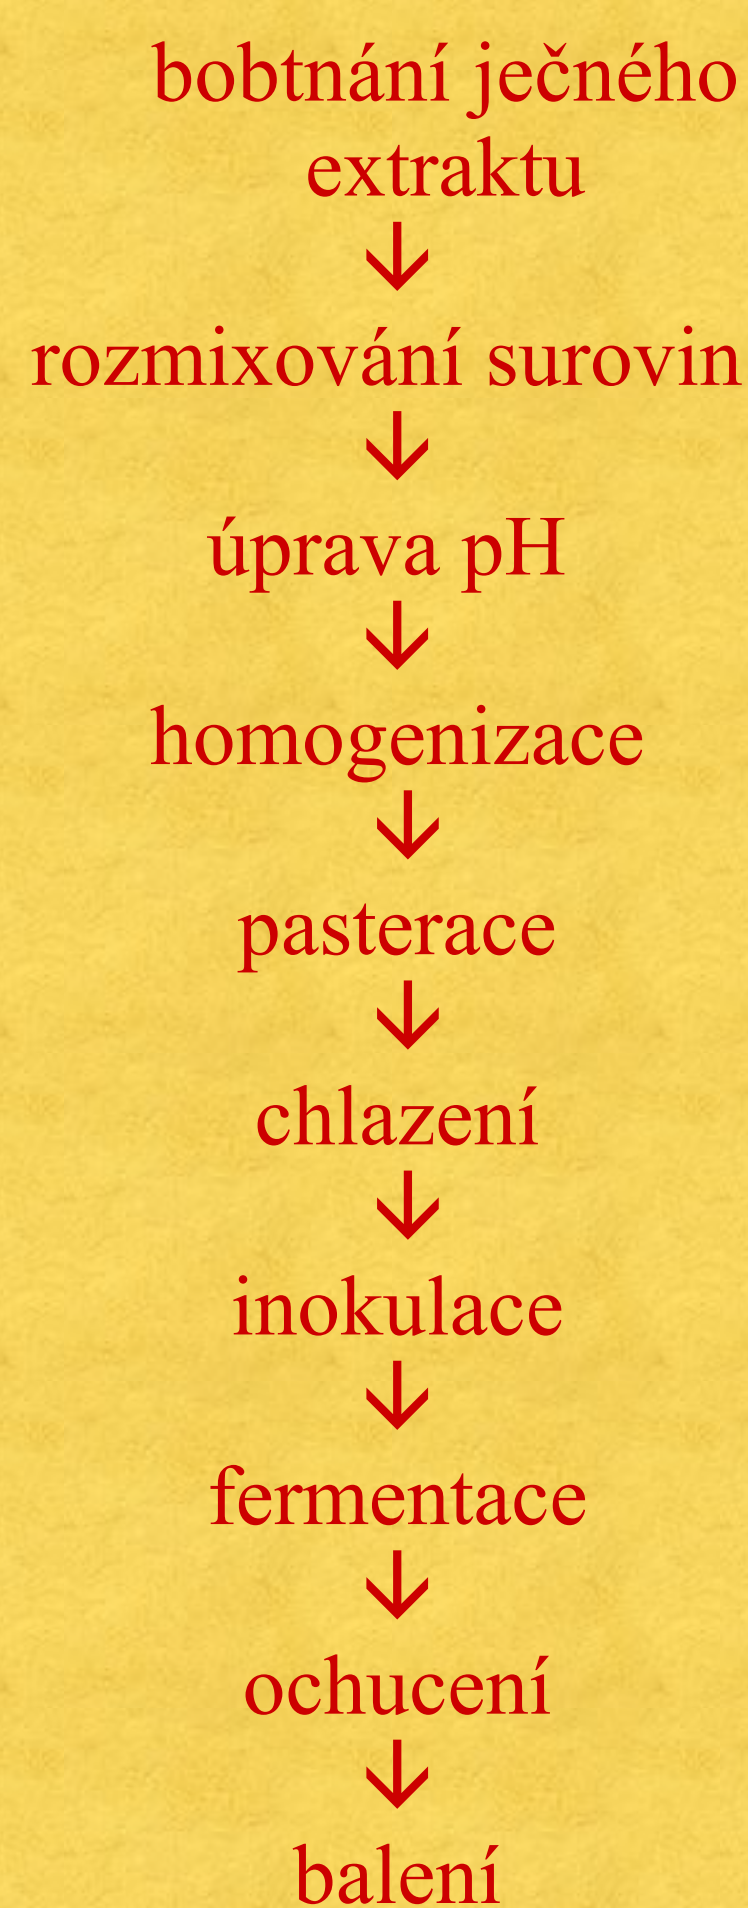 bobtnání ječného
extraktu
↓
rozmixování surovin
↓
úprava pH
↓
homogenizace
↓
pasterace
↓
chlazení
↓
inokulace
↓
fermentace
↓
ochucení
↓
balení